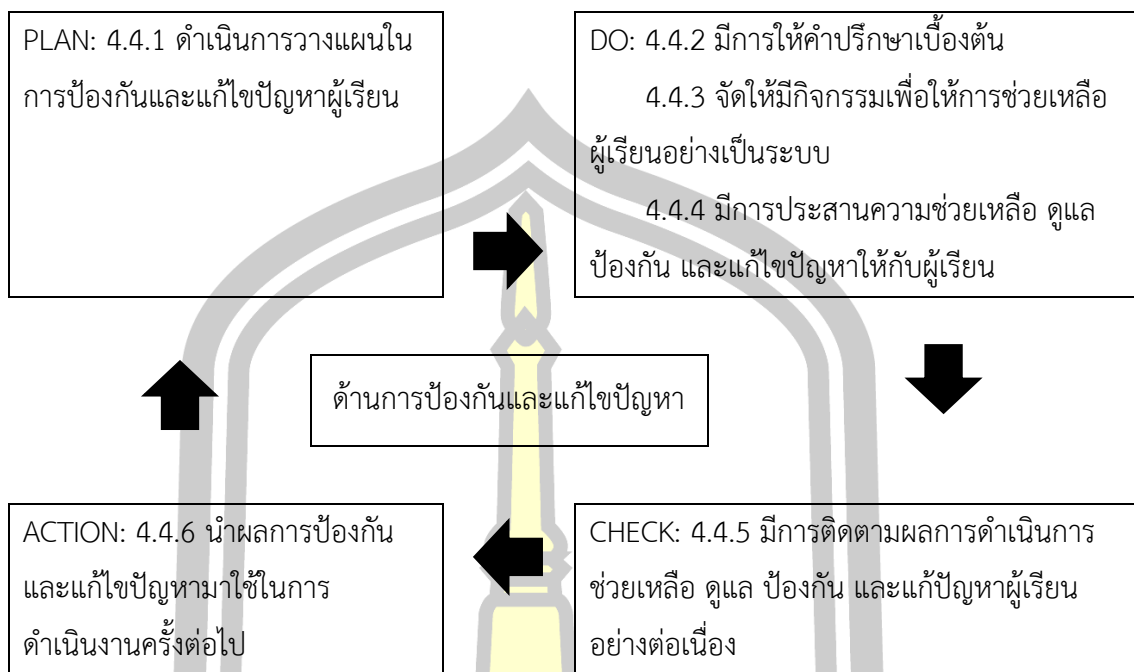 PLAN: 4.4.1 ดำเนินการวางแผนใน
การป้องกันและแก้ไขปัญหาผู้เรียน
DO: 4.4.2 มีการให้คำปรึกษาเบื้องต้น
4.4.3 จัดให้มีกิจกรรมเพื่อให้การช่วยเหลือ
ผู้เรียนอย่างเป็นระบบ
4.4.4 มีการประสานความช่วยเหลือ ดูแล
ป้องกัน และแก้ไขปัญหาให้กับผู้เรียน
ด้านการป้องกันและแก้ไขปัญหา
ACTION: 4.4.6 นำผลการป้องกัน
และแก้ไขปัญหามาใช้ในการ
ดำเนินงานครั้งต่อไป
CHECK: 4.4.5 มีการติดตามผลการดำเนินการ
ช่วยเหลือ ดูแล ป้องกัน และแก้ปัญหาผู้เรียน
อย่างต่อเนื่อง